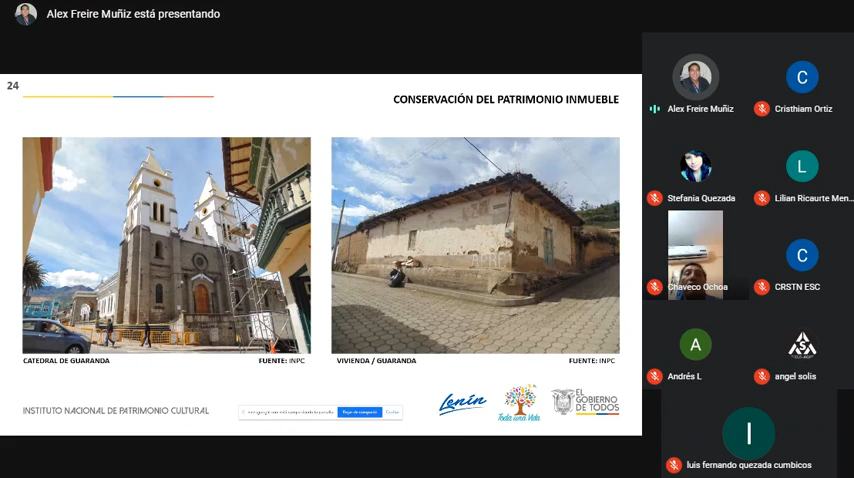 Alex Freire Muñiz está presentando
24
CONSERVACIÓN DEL PATRIMONIO INMUEBLE
CATEDRAL DE GUARANDA
FUENTE: INPC
VIVIENDA / GUARANDA
FUENTE: INPC
INSTITUTO NACIONAL DE PATRIMONIO CULTURAL
Dejar de compartir
Ocultar
Lenín
Toda una Vida
EL
GOBIERNO
DE TODOS
Alex Freire Muñiz
C
Cristhiam Ortiz
Stefania Quezada
L
Lilian Ricaurte Men...
Chaveco Ochoa
C
CRSTN ESC
A
Andrés L
angel solis
l
luis fernando quezada cumbicos